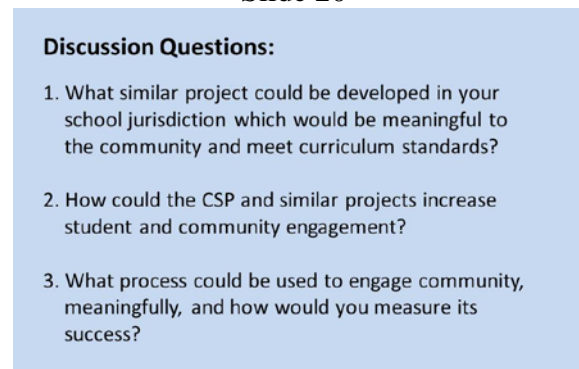 Discussion Questions:
1. What similar project could be developed in your
school jurisdiction which would be meaningful to
the community and meet curriculum standards?
2. How could the CSP and similar projects increase
student and community engagement?
3. What process could be used to engage community,
meaningfully, and how would you measure its
success?